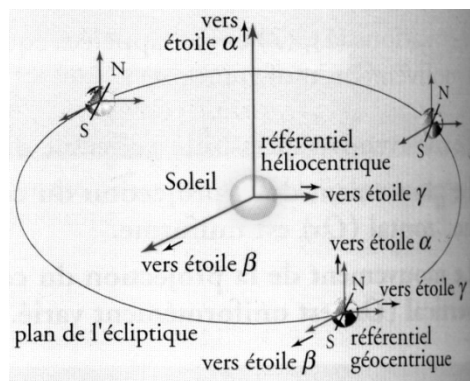 vers
étoile α
N
S
N
S
référentiel
héliocentrique
Soleil
vers étoile γ
vers étoile β
vers étoile α
N
vers étoile γ
plan de l'écliptique
S
référentiel
géocentrique
vers étoile β